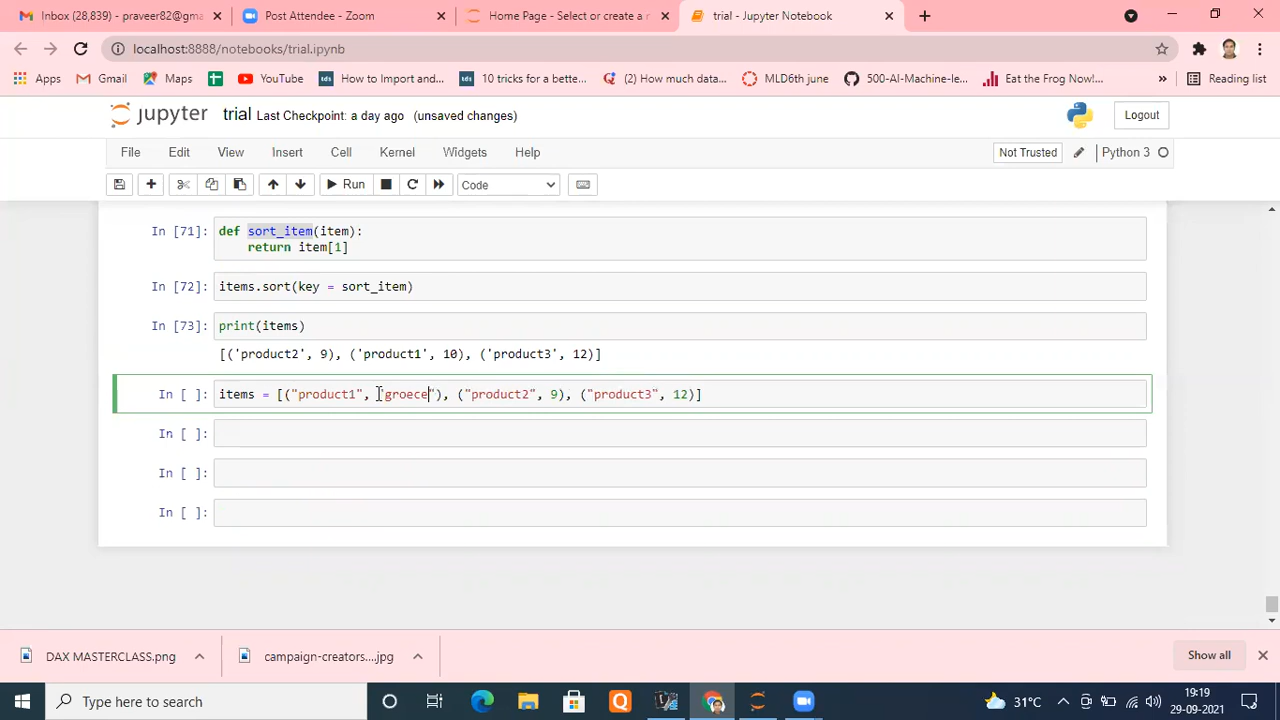 Inbox (28,839) - praveer82@gma
Post Attendee - Zoom
Home Page - Select or create a n
trial - Jupyter Notebook
localhost:8888/notebooks/trial.ipynb
Apps
Gmail
Maps
YouTube
How to Import and...
10 tricks for a bette...
(2) How much data...
MLD6th june
500-AI-Machine-le...
Eat the Frog Now!...
»
Reading list
jupyter
trial Last Checkpoint: a day ago (unsaved changes)
Logout
File Edit View Insert Cell Kernel Widgets Help
Not Trusted
Python 3
Run
Code
In [71]: def sort_item(item):
return item[1]
In [72]: items.sort(key = sort_item)
In [73]: print(items)
[('product2', 9), ('product1', 10), ('product3', 12)]
In [ ]: items = [("product1", "groece"), ("product2", 9), ("product3", 12)]
In [ ]:
In [ ]:
In [ ]:
DAX MASTERCLASS.png
campaign-creators....jpg
Show all
Type here to search
31°C
19:19
29-09-2021